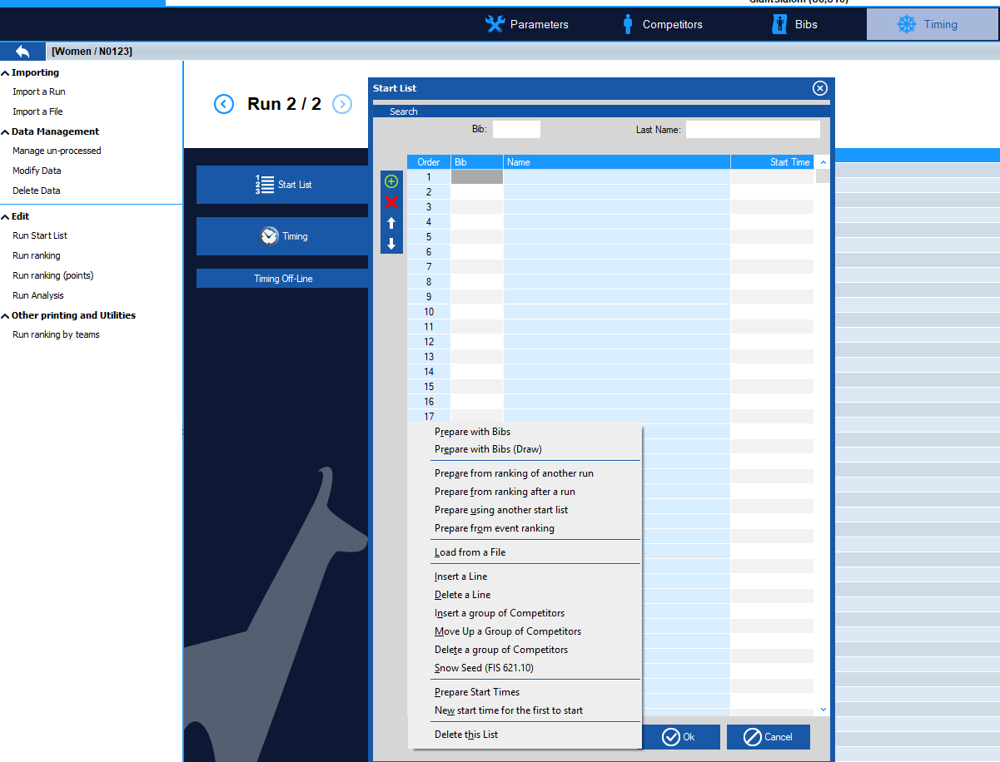 Parameters
Competitors
Bibs
Timing
[Women / N0123]
Importing
Import a Run
Import a File
Data Management
Manage un-processed
Modify Data
Delete Data
Edit
Run Start List
Run ranking
Run ranking (points)
Run Analysis
Other printing and Utilities
Run ranking by teams
Run 2 / 2
Start List
Timing
Timing Off-Line
Start List
Search
Bib:
Last Name:
Order Bib Name Start Time
1
2
3
4
5
6
7
8
9
10
11
12
13
14
15
16
17
Prepare with Bibs
Prepare with Bibs (Draw)
Prepare from ranking of another run
Prepare from ranking after a run
Prepare using another start list
Prepare from event ranking
Load from a File
Insert a Line
Delete a Line
Insert a group of Competitors
Move Up a Group of Competitors
Delete a group of Competitors
Snow Seed (FIS 621.10)
Prepare Start Times
New start time for the first to start
Delete this List
Ok
Cancel